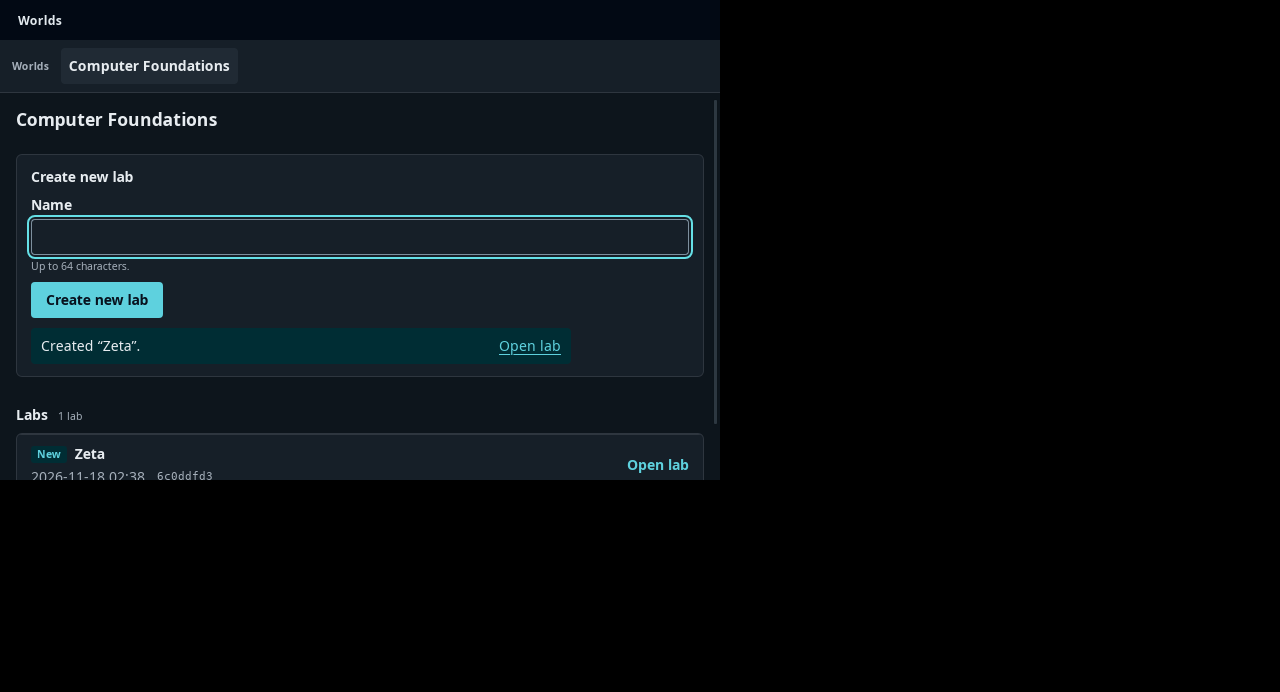 Worlds
Worlds Computer Foundations
Computer Foundations
Create new lab
Name
Up to 64 characters.
Create new lab
Created “Zeta”. Open lab
Labs 1 lab
New Zeta
Open lab
2026-11-18 02:38 6c0ddfd3